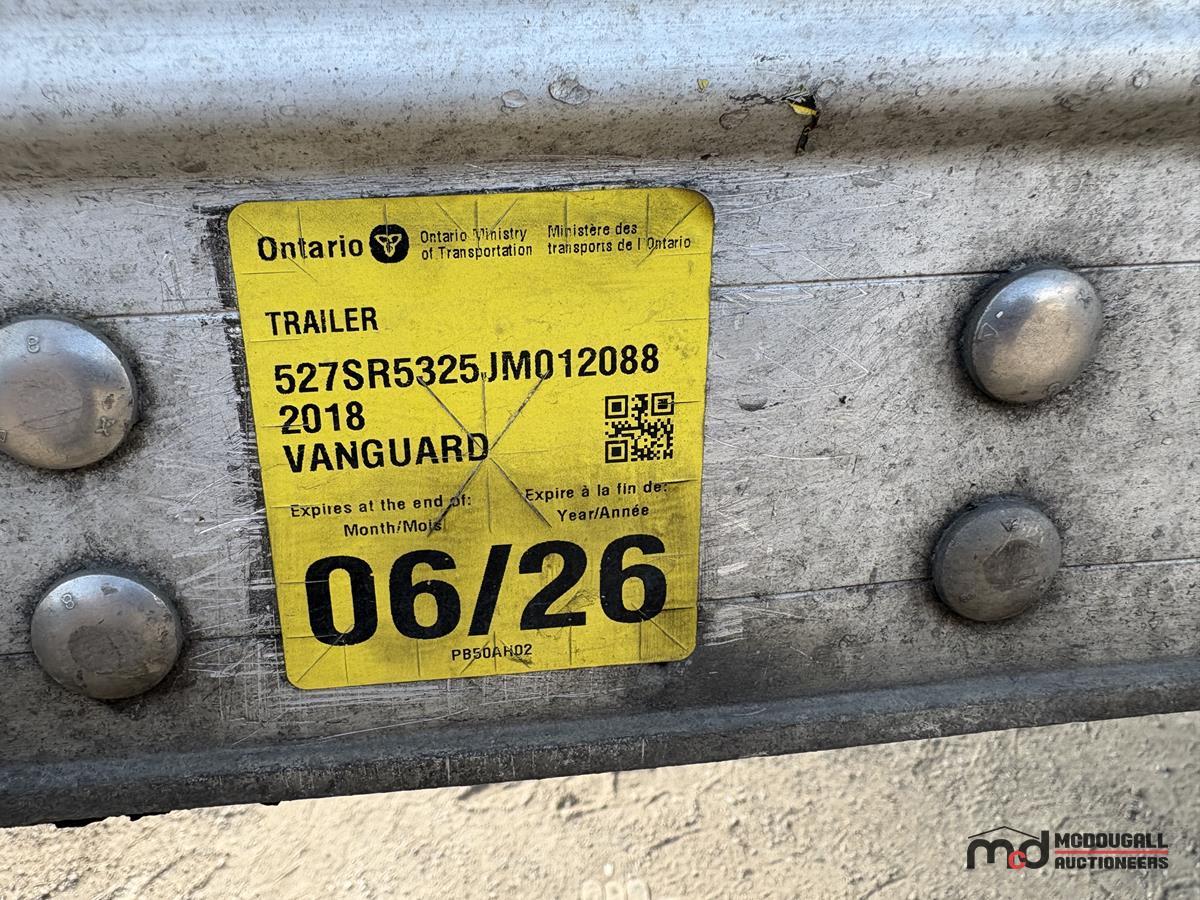 Ontario
Ontario Ministry
of Transportation
Ministère des
transports de l'Ontario
TRAILER
527SR5325JM012088
2018
VANGUARD
Expires at the end of:
Month/Mois
Expire à la fin de:
Year/Année
06/26
PB50AH02
mcd MCDOUGALL
AUCTIONEERS